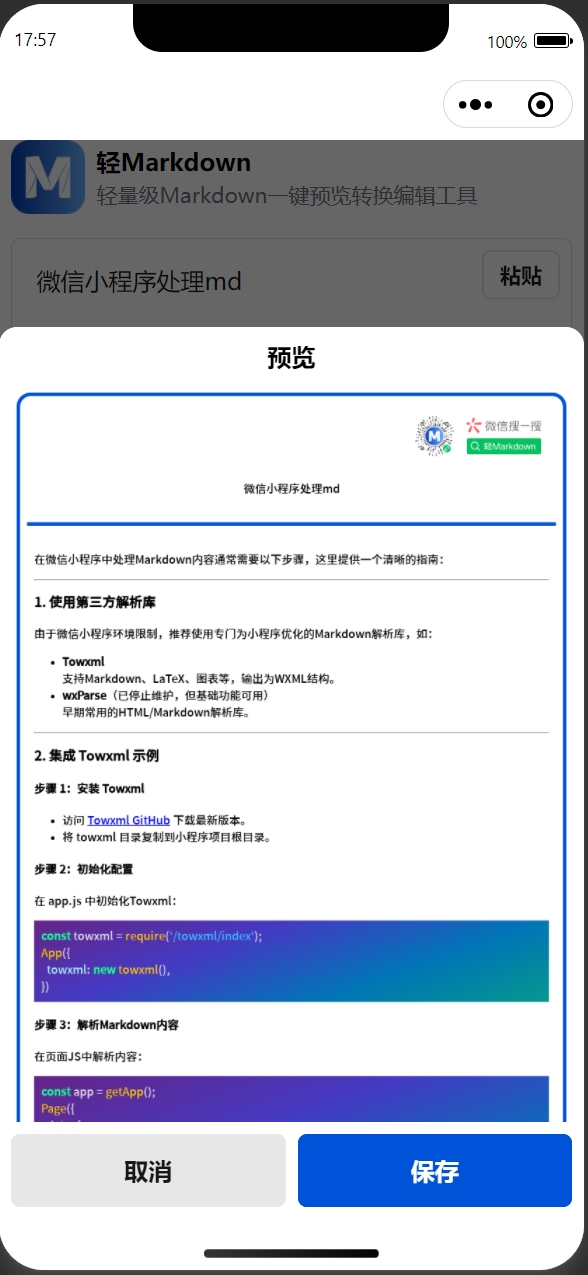 17:57
100%
轻Markdown
轻量级Markdown一键预览转换编辑工具
微信小程序处理md
粘贴
预览
微信搜一搜
轻Markdown
微信小程序处理md
在微信小程序中处理Markdown内容通常需要以下步骤，这里提供一个清晰的指南：
1. 使用第三方解析库
由于微信小程序环境限制，推荐使用专门为小程序优化的Markdown解析库，如：
• Towxml
支持Markdown、LaTeX、图表等，输出为WXML结构。
• wxParse（已停止维护，但基础功能可用）
早期常用的HTML/Markdown解析库。
2. 集成 Towxml 示例
步骤 1：安装 Towxml
• 访问 Towxml GitHub 下载最新版本。
• 将 towxml 目录复制到小程序项目根目录。
步骤 2：初始化配置
在 app.js 中初始化Towxml：
const towxml = require('/towxml/index');
App({
towxml: new towxml(),
})
步骤 3：解析Markdown内容
在页面JS中解析内容：
const app = getApp();
Page({
取消
保存